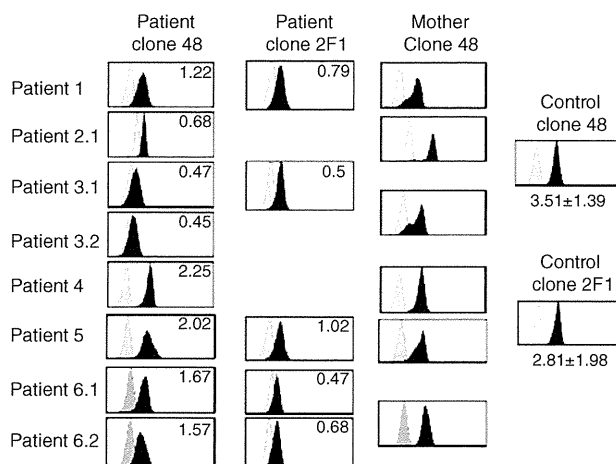 Patient clone 48
Patient clone 2F1
Mother Clone 48
Patient 1
1.22
0.79
Patient 2.1
0.68
Patient 3.1
0.47
0.5
Patient 3.2
0.45
Patient 4
2.25
Patient 5
2.02
1.02
Patient 6.1
1.67
0.47
Patient 6.2
1.57
0.68
Control clone 48
3.51±1.39
Control clone 2F1
2.81±1.98